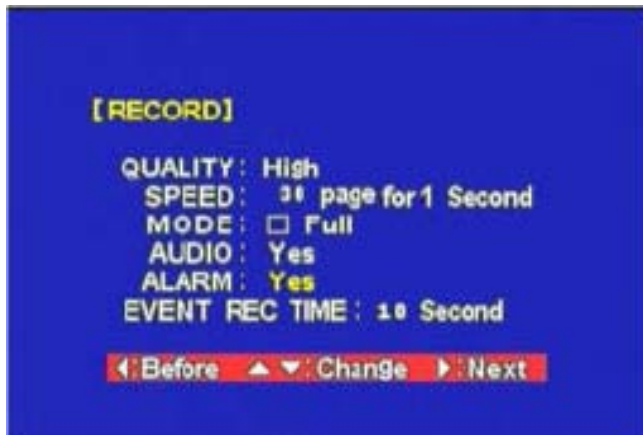 [RECORD]
QUALITY: High
SPEED: 30 page for 1 Second
MODE: □ Full
AUDIO: Yes
ALARM: Yes
EVENT REC TIME: 10 Second
◀:Before ▲ ▼:Change ▶:Next